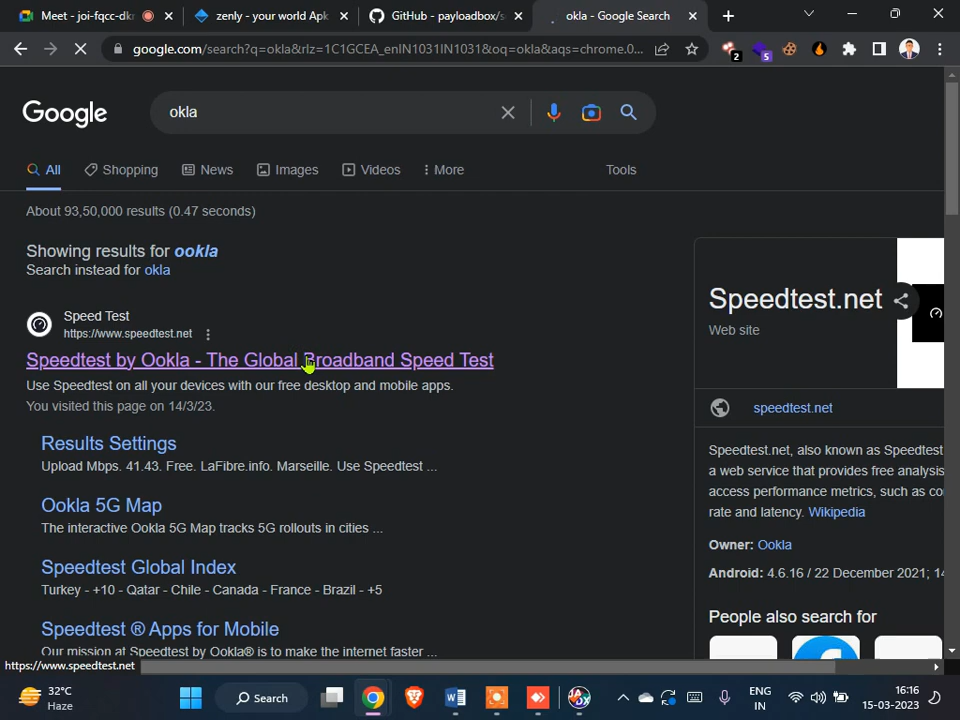 Meet - joi-fqcc-dkr
zenly - your world Apk
GitHub - payloadbox/s
okla - Google Search
google.com/search?q=okla&rlz=1C1GCEA_enIN1031IN1031&oq=okla&aqs=chrome.0...
2
5
Google
okla
All
Shopping
News
Images
Videos
More
Tools
About 93,50,000 results (0.47 seconds)
Showing results for ookla
Search instead for okla
Speed Test
https://www.speedtest.net
Speedtest by Ookla - The Global Broadband Speed Test
Use Speedtest on all your devices with our free desktop and mobile apps.
You visited this page on 14/3/23.
Results Settings
Upload Mbps. 41.43. Free. LaFibre.info. Marseille. Use Speedtest ...
Ookla 5G Map
The interactive Ookla 5G Map tracks 5G rollouts in cities ...
Speedtest Global Index
Turkey - +10 - Qatar - Chile - Canada - France - Brazil - +5
Speedtest ® Apps for Mobile
Our mission at Speedtest by Ookla® is to make the internet faster ...
Speedtest.net
Web site
speedtest.net
Speedtest.net, also known as Speedtest
a web service that provides free analysis
access performance metrics, such as co
rate and latency. Wikipedia
Owner: Ookla
Android: 4.6.16 / 22 December 2021; 14
People also search for
https://www.speedtest.net
32°C
Haze
Search
ENG
IN
16:16
15-03-2023